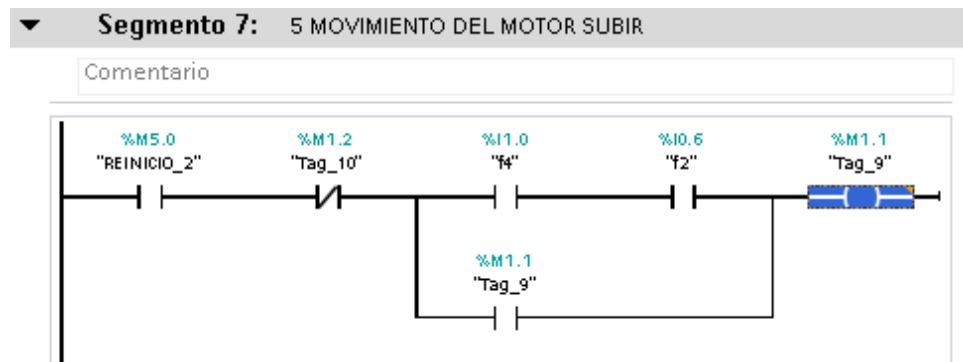 Segmento 7: 5 MOVIMIENTO DEL MOTOR SUBIR
Comentario
%M5.0 %M1.2 %I1.0 %I0.6 %M1.1
"REINICIO_2" "Tag_10" "f4" "f2" "Tag_9"
%M1.1
"Tag_9"